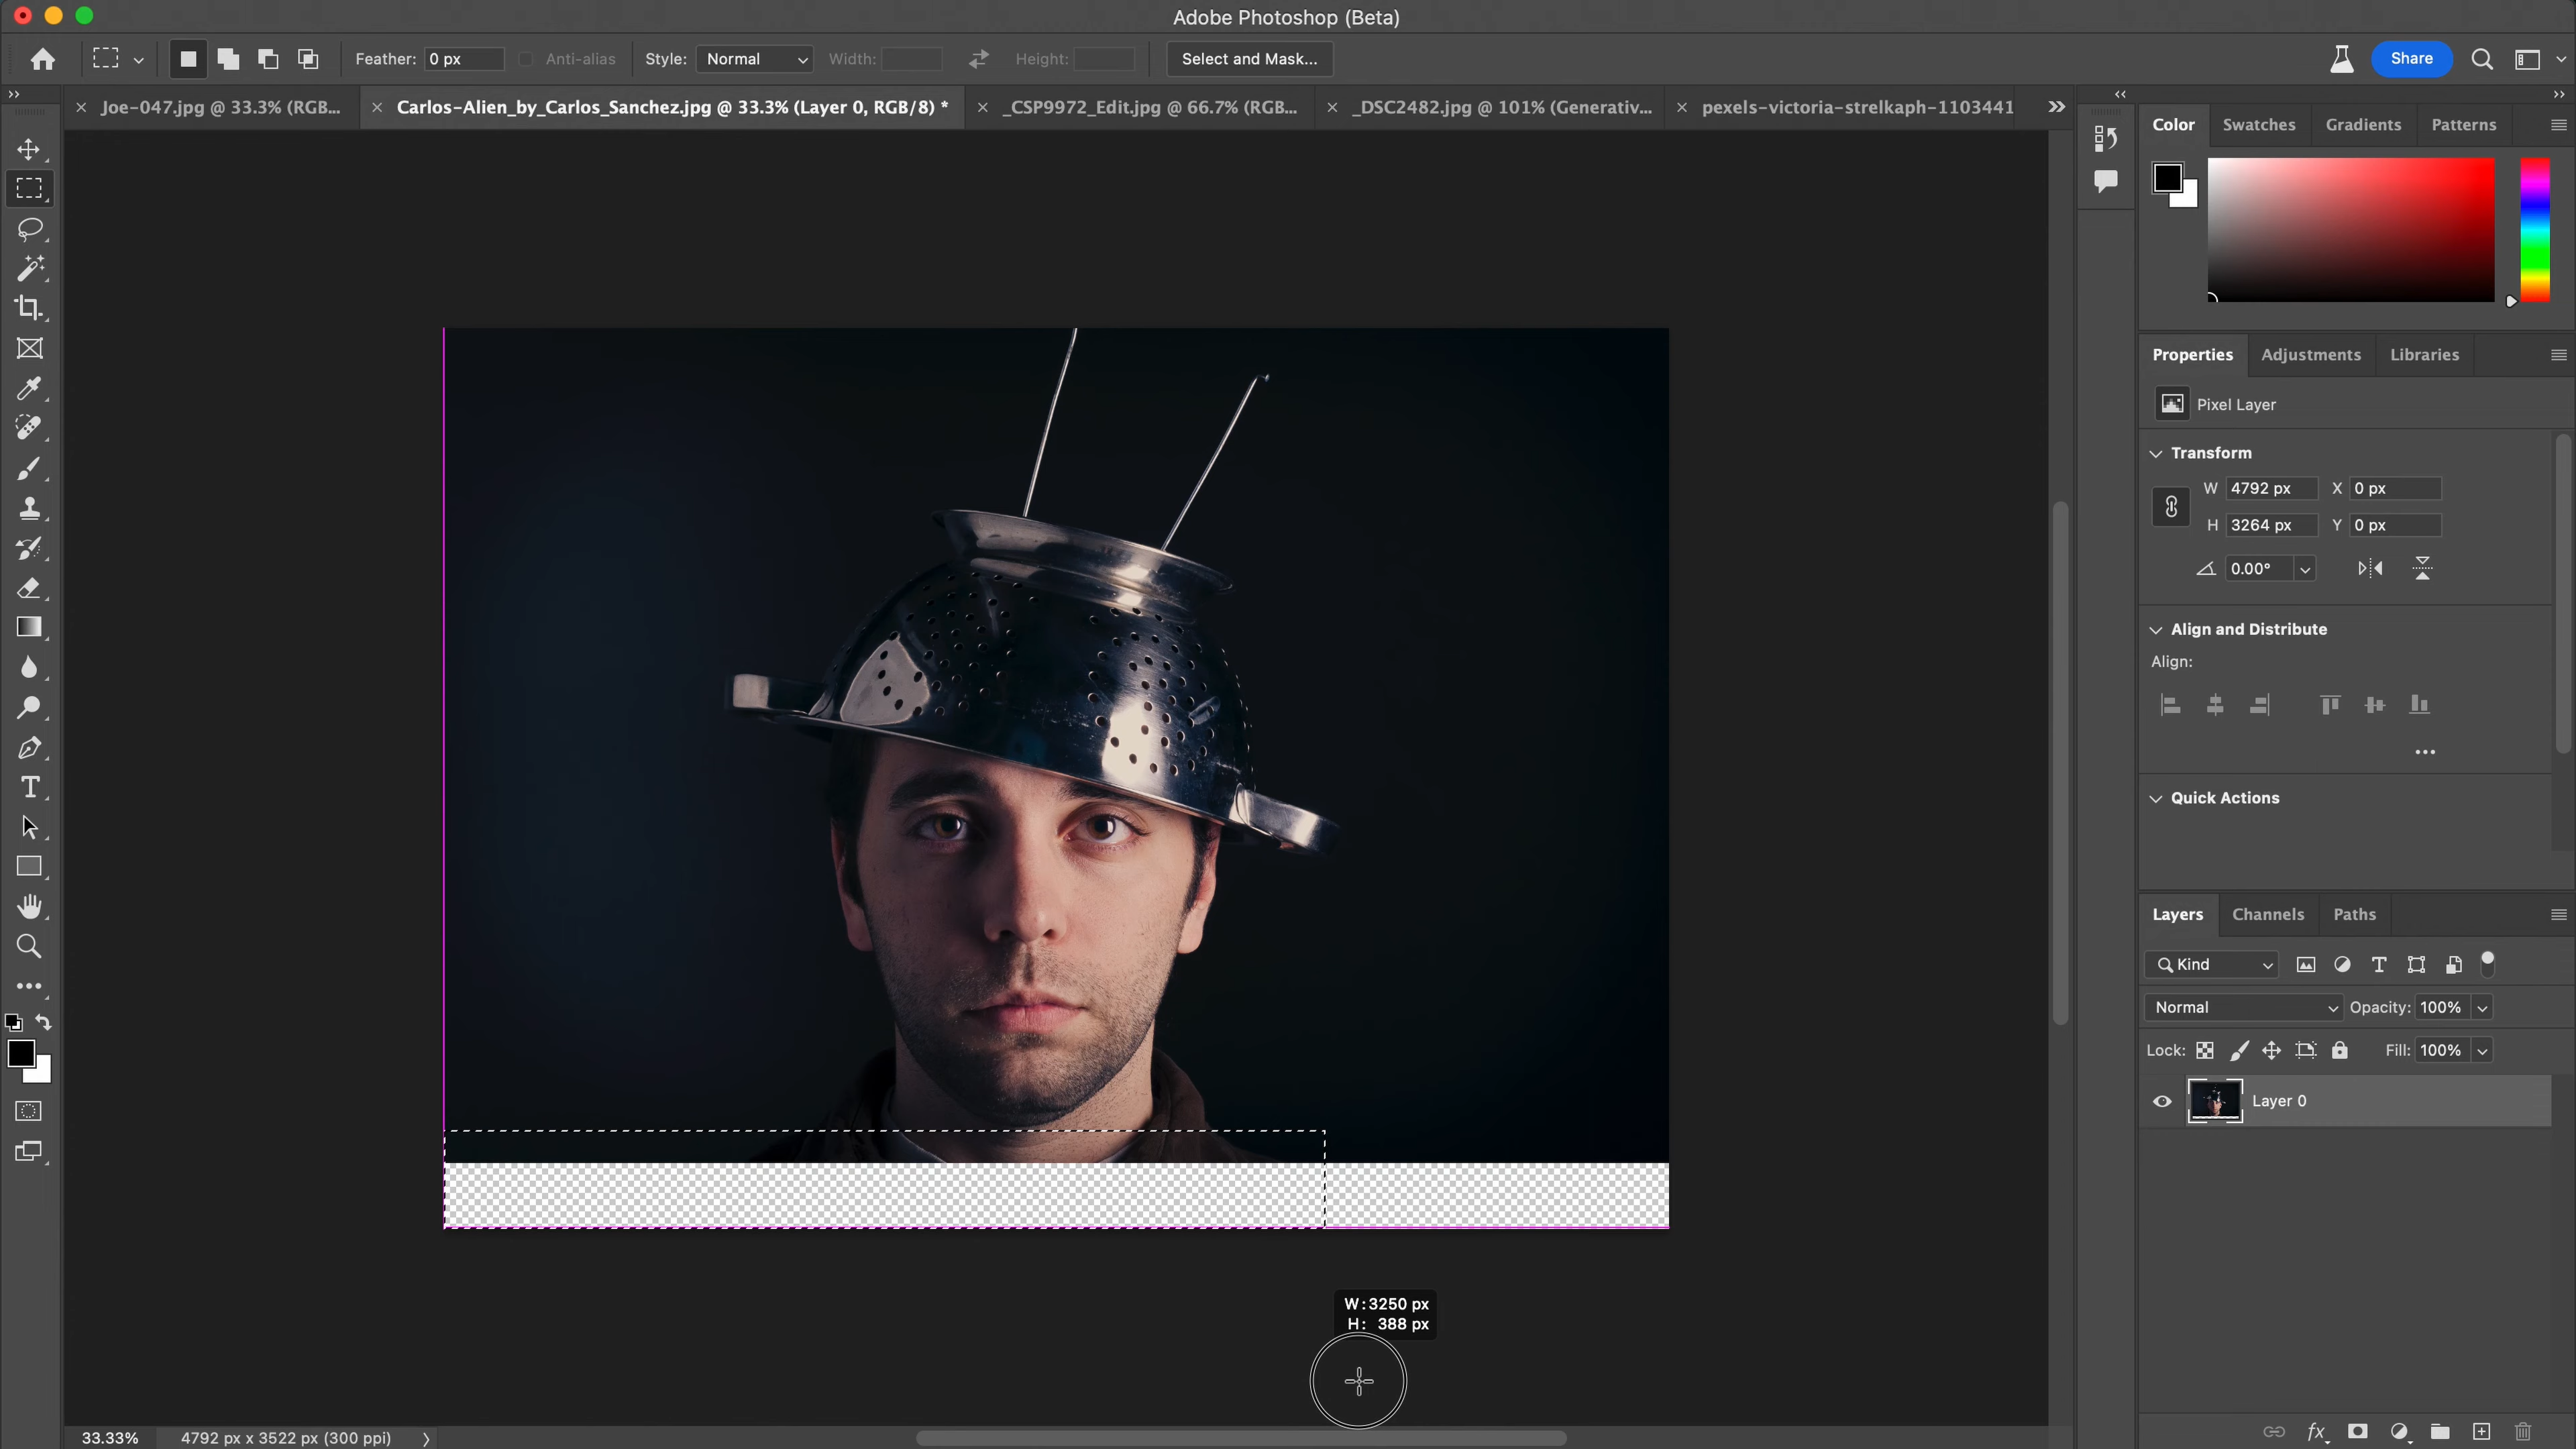 Adobe Photoshop (Beta)
Feather: 0 px Anti-alias Style: Normal Width: Height: Select and Mask... Share
Joe-047.jpg @ 33.3% (RGB... Carlos-Alien_by_Carlos_Sanchez.jpg @ 33.3% (Layer 0, RGB/8) * _CSP9972_Edit.jpg @ 66.7% (RGB... _DSC2482.jpg @ 101% (Generativ... pexels-victoria-strelkaph-1103441
Color Swatches Gradients Patterns
Properties Adjustments Libraries
Pixel Layer
Transform
W 4792 px X 0 px
H 3264 px Y 0 px
0.00°
Align and Distribute
Align:
Quick Actions
Layers Channels Paths
Kind
Normal Opacity: 100%
Lock: Fill: 100%
Layer 0
W: 3250 px
H: 388 px
33.33% 4792 px x 3522 px (300 ppi)